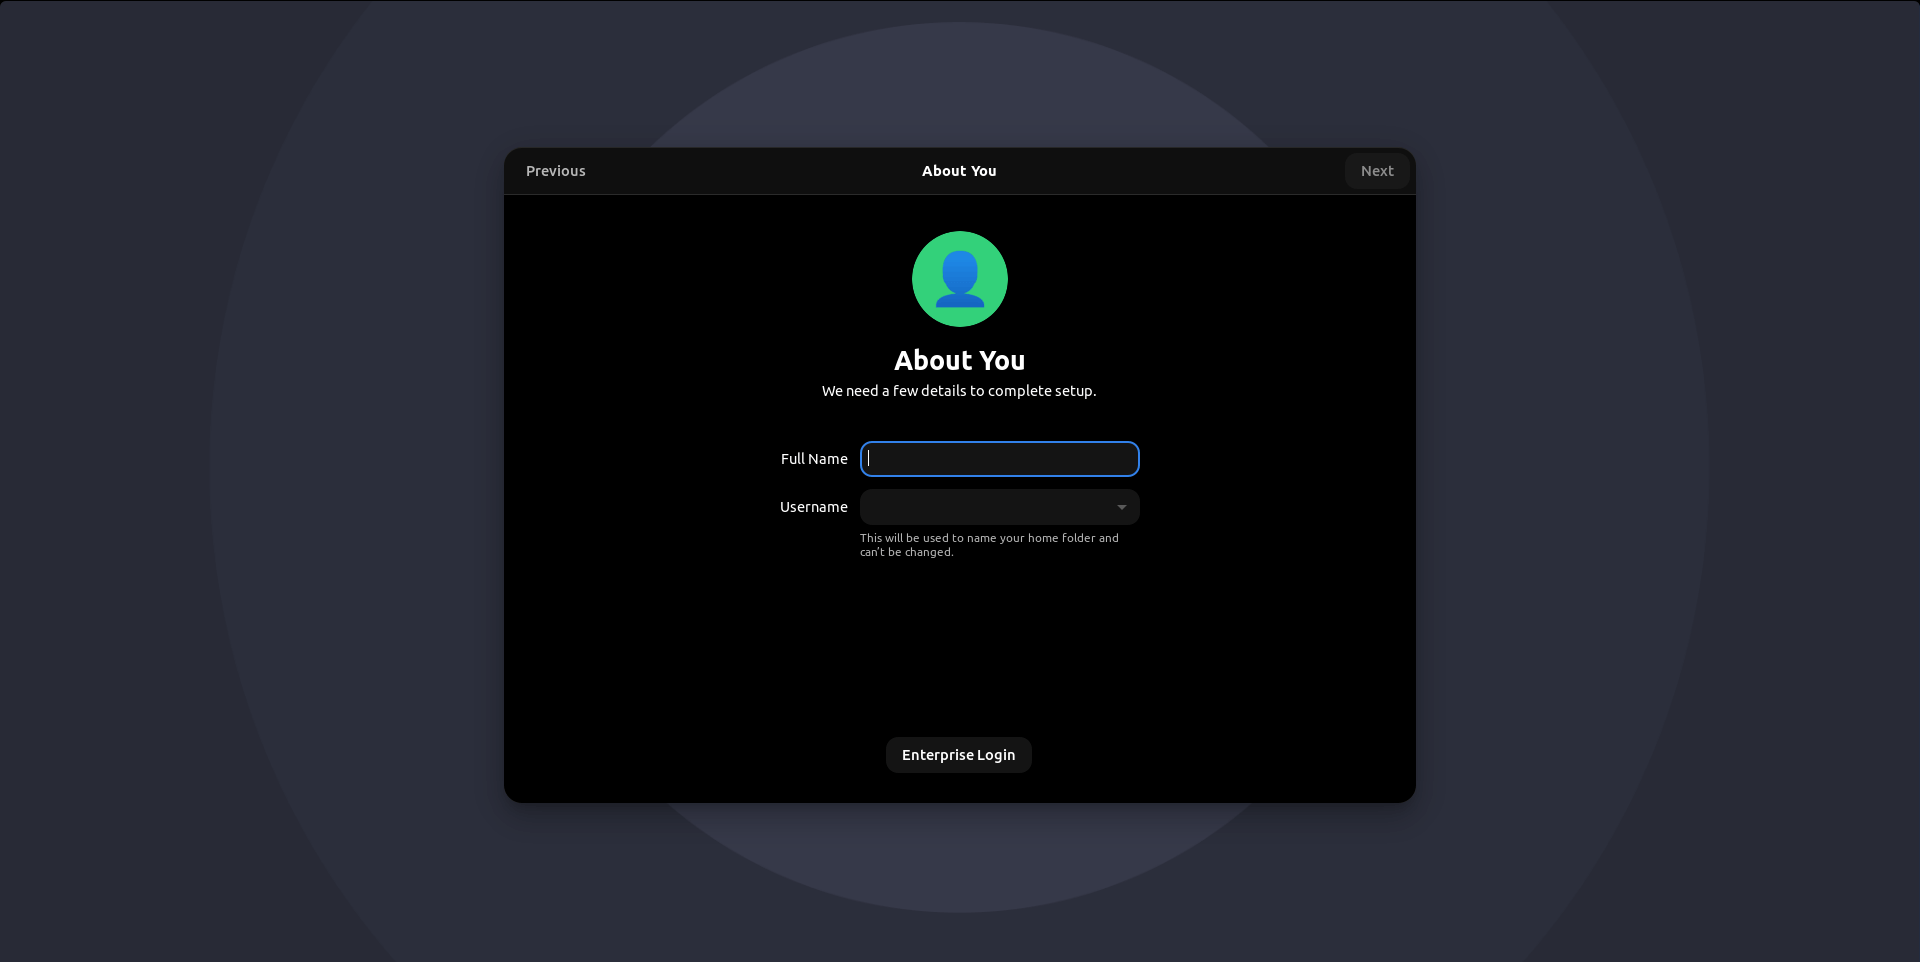 Previous
About You
Next
About You
We need a few details to complete setup.
Full Name
Username
This will be used to name your home folder and
can't be changed.
Enterprise Login